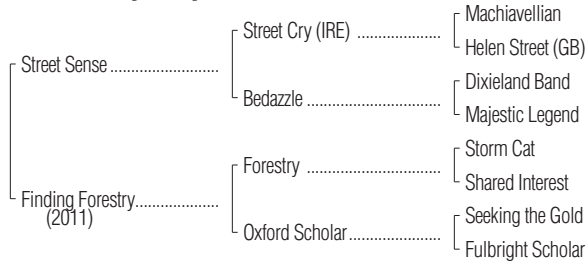 Machiavellian
Street Cry (IRE) ....................
Helen Street (GB)
Street Sense ..........................
Dixieland Band
Bedazzle ................................
Majestic Legend
Storm Cat
Forestry ................................
Shared Interest
Finding Forestry....................
(2011)
Seeking the Gold
Oxford Scholar......................
Fulbright Scholar